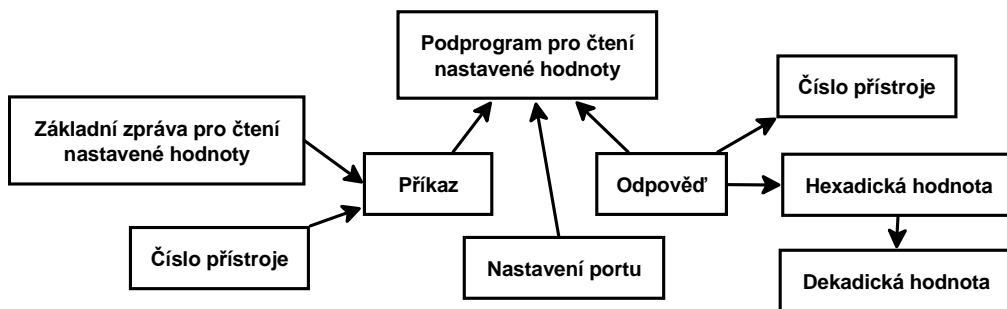 Podprogram pro čtení
nastavené hodnoty
Číslo přístroje
Základní zpráva pro čtení
nastavené hodnoty
Příkaz
Odpověď
Hexadická hodnota
Číslo přístroje
Nastavení portu
Dekadická hodnota